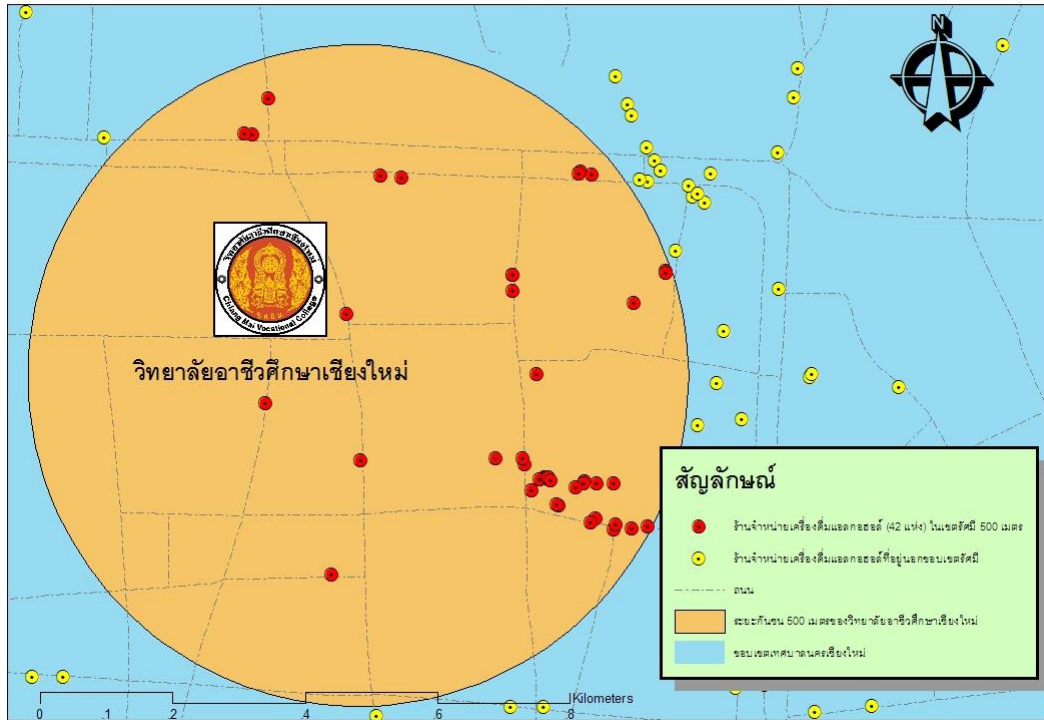 N
วิทยาลัยอาชีวศึกษาเชียงใหม่
Chiang Mai Vocational College
วิทยาลัยอาชีวศึกษาเชียงใหม่
สัญลักษณ์
ร้านจำหน่ายเครื่องดื่มแอลกอฮอล์ (42 แห่ง) ในเขตรัศมี 500 เมตร
ร้านจำหน่ายเครื่องดื่มแอลกอฮอล์ที่อยู่นอกขอบเขตรัศมี
ถนน
ระยะกันชน 500 เมตรของวิทยาลัยอาชีวศึกษาเชียงใหม่
ขอบเขตเทศบาลนครเชียงใหม่
Kilometers
0 .1 .2 .4 .6 .8